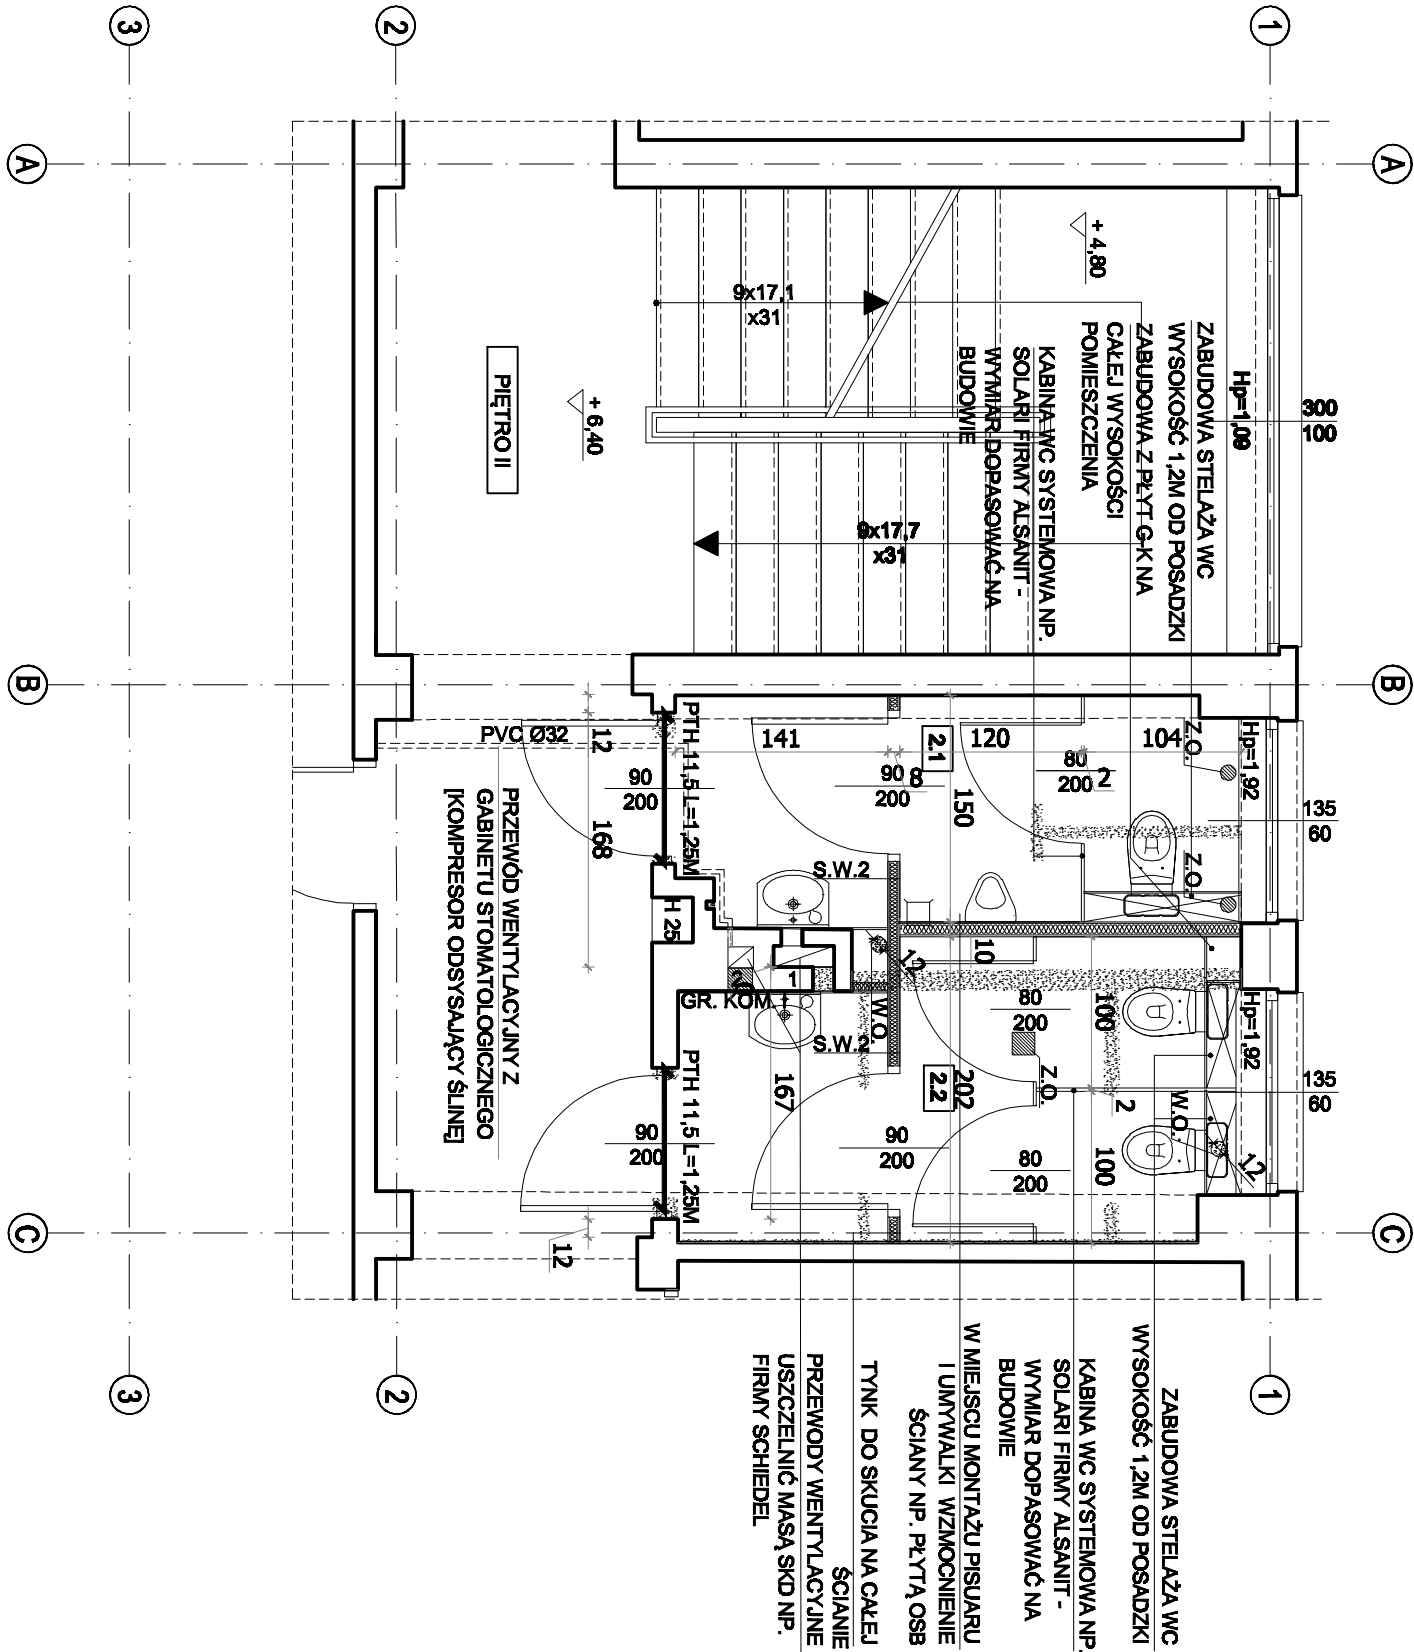 3
2
1
A
A
+ 4,80
9x17,1
x31
300
100
Hp=1,09
ZABUDOWA STELAŻA WC
WYSOKOŚĆ 1,2M OD POSADZKI
ZABUDOWA Z PŁYT G-K NA
CAŁEJ WYSOKOŚCI
POMIESZCZENIA
KABINA WC SYSTEMOWA NP.
SOLARI FIRMY ALSANIT -
WYMIAR DOPASOWAĆ NA
BUDOWIE
PIĘTRO II
+ 6,40
9x17,7
x31
B
B
PVC Ø32
12
PTH 11,5 L=1,25M
141
2.1
120
104
Z.O.
Hp=1,92
90
200
90
200
8
80
200
2
135
60
168
150
S.W.2
Z.O.
H 25
PRZEWÓD WENTYLACYJNY Z
GABINETU STOMATOLOGICZNEGO
[KOMPRESOR ODSYSAJĄCY ŚLINĘ]
1
12
10
GR. KOM.
W.O.
80
200
100
Hp=1,92
S.W.2
PTH 11,5 L=1,25M
167
2.2
202
Z.O.
2
W.O.
135
60
90
200
90
200
80
200
100
12
C
C
12
ZABUDOWA STELAŻA WC
WYSOKOŚĆ 1,2M OD POSADZKI
KABINA WC SYSTEMOWA NP.
SOLARI FIRMY ALSANIT -
WYMIAR DOPASOWAĆ NA
BUDOWIE
W MIEJSCU MONTAŻU PISUARU
I UMYWALKI WZMOCNIENIE
ŚCIANY NP. PŁYTĄ OSB
TYNK DO SKUCIA NA CAŁEJ
ŚCIANIE
PRZEWODY WENTYLACYJNE
USZCZELNIĆ MASĄ SKD NP.
FIRMY SCHIEDEL
3
2
1